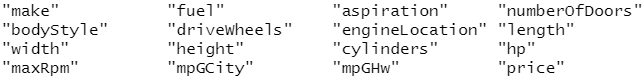 "make" "fuel" "aspiration" "numberOfDoors"
"bodyStyle" "driveWheels" "engineLocation" "length"
"width" "height" "cylinders" "hp"
"maxRpm" "mpGCity" "mpGHw" "price"